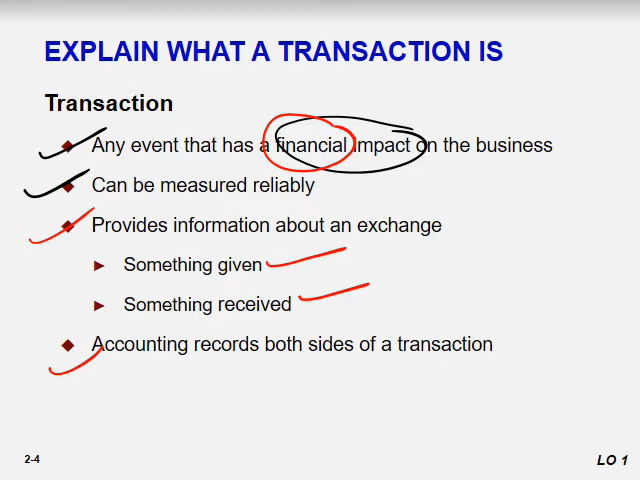 EXPLAIN WHAT A TRANSACTION IS
Transaction
Any event that has a financial impact on the business
Can be measured reliably
Provides information about an exchange
Something given
Something received
Accounting records both sides of a transaction
2-4
LO 1